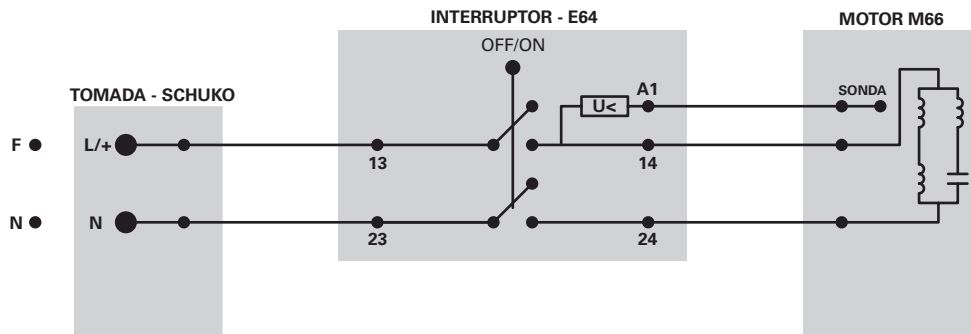 INTERRUPTOR - E64
MOTOR M66
OFF/ON
TOMADA - SCHUKO
A1
SONDA
U<
F
L/+
13
14
N
N
23
24